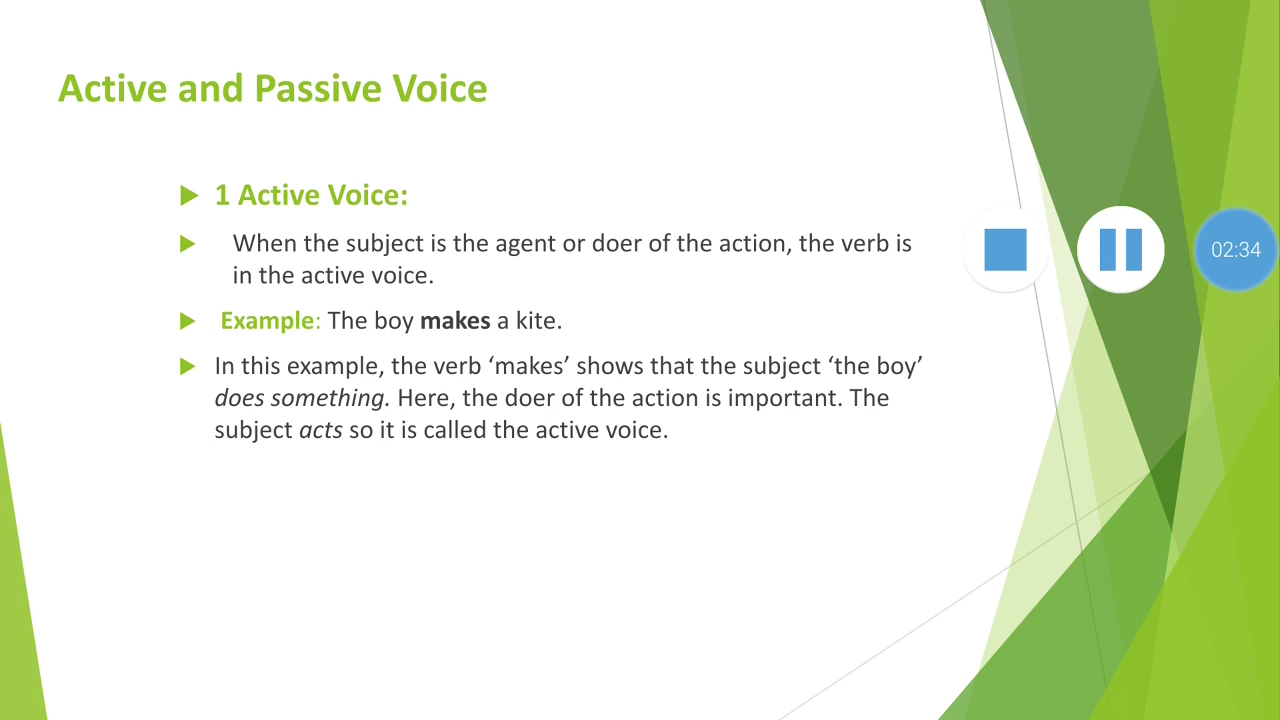 Active and Passive Voice
1 Active Voice:
When the subject is the agent or doer of the action, the verb is
in the active voice.
Example: The boy makes a kite.
In this example, the verb ‘makes’ shows that the subject ‘the boy’
does something. Here, the doer of the action is important. The
subject acts so it is called the active voice.
02:34